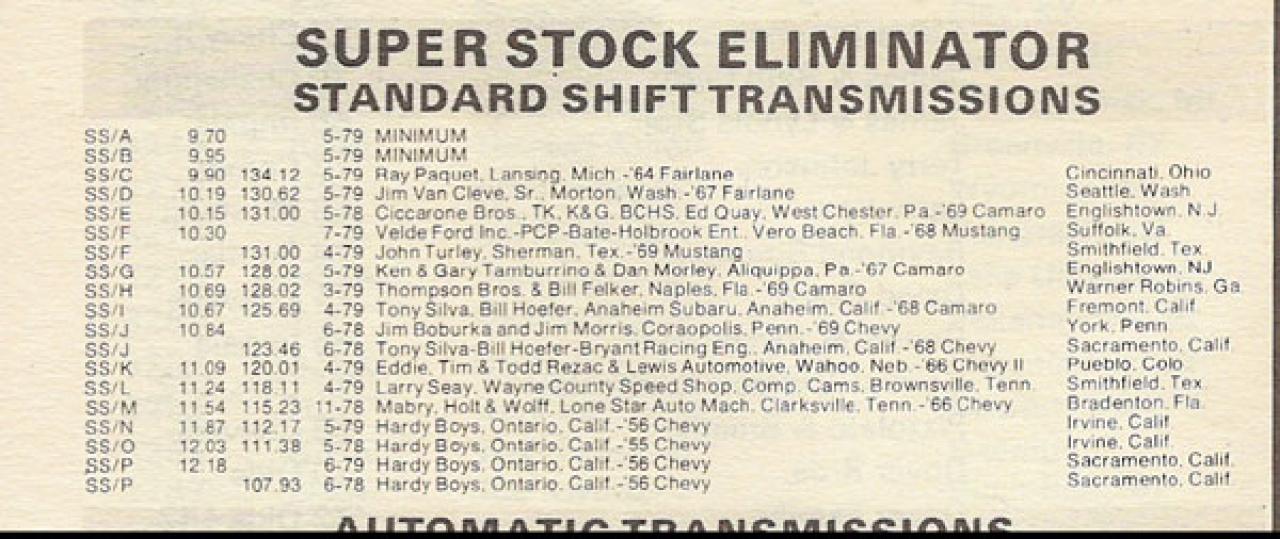 SUPER STOCK ELIMINATOR
STANDARD SHIFT TRANSMISSIONS
SS/A 9.70 5-79 MINIMUM
SS/B 9.95 5-79 MINIMUM
SS/C 9.90 134.12 5-79 Ray Paquet, Lansing, Mich.-'64 Fairlane Cincinnati, Ohio
SS/D 10.19 130.62 5-79 Jim Van Cleve, Sr., Morton, Wash.-'67 Fairlane Seattle, Wash
SS/E 10.15 131.00 5-78 Ciccarone Bros., TK, K&G, BCHS, Ed Quay, West Chester, Pa.-'69 Camaro Englishtown, N.J.
SS/F 10.30 7-79 Velde Ford Inc.-PCP-Bate-Holbrook Ent., Vero Beach, Fla.-'68 Mustang Suffolk, Va.
SS/F 131.00 4-79 John Turley, Sherman, Tex.-'69 Mustang Smithfield, Tex.
SS/G 10.57 128.02 5-79 Ken & Gary Tamburrino & Dan Morley, Aliquippa, Pa.-'67 Camaro Englishtown, NJ
SS/H 10.69 128.02 3-79 Thompson Bros. & Bill Felker, Naples, Fla.-'69 Camaro Warner Robins, Ga.
SS/I 10.67 125.69 4-79 Tony Silva, Bill Hoefer, Anaheim Subaru, Anaheim, Calif.-'68 Camaro Fremont, Calif.
SS/J 10.84 6-78 Jim Boburka and Jim Morris, Coraopolis, Penn.-'69 Chevy York, Penn.
SS/J 123.46 6-78 Tony Silva-Bill Hoefer-Bryant Racing Eng., Anaheim, Calif.-'68 Chevy Sacramento, Calif.
SS/K 11.09 120.01 4-79 Eddie, Tim & Todd Rezac & Lewis Automotive, Wahoo, Neb.-'66 Chevy II Pueblo, Colo.
SS/L 11.24 118.11 4-79 Larry Seay, Wayne County Speed Shop, Comp. Cams, Brownsville, Tenn. Smithfield, Tex.
SS/M 11.54 115.23 11-78 Mabry, Holt & Wolff, Lone Star Auto Mach, Clarksville, Tenn.-'66 Chevy Bradenton, Fla.
SS/N 11.87 112.17 5-79 Hardy Boys, Ontario, Calif.-'56 Chevy Irvine, Calif.
SS/O 12.03 111.38 5-78 Hardy Boys, Ontario, Calif.-'55 Chevy Irvine, Calif.
SS/P 12.18 6-79 Hardy Boys, Ontario, Calif.-'56 Chevy Sacramento, Calif.
SS/P 107.93 6-78 Hardy Boys, Ontario, Calif.-'56 Chevy Sacramento, Calif.
AUTOMATIC TRANSMISSIONS